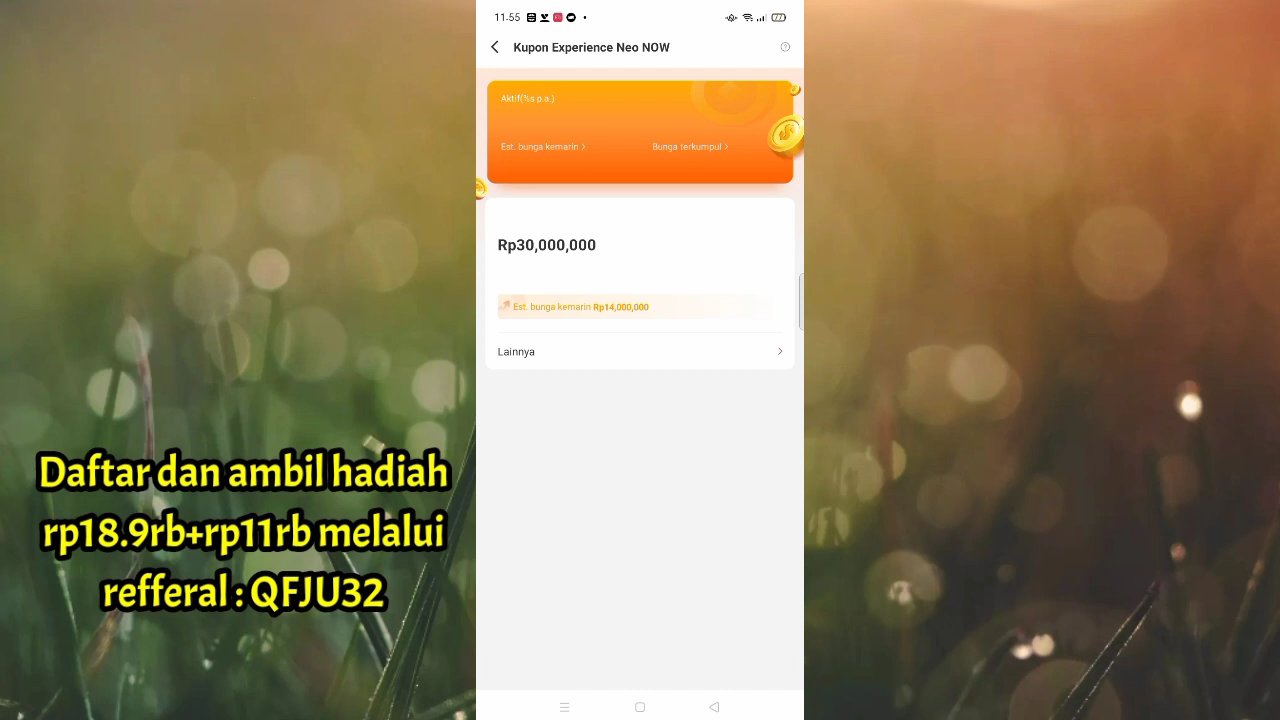 11.55
Kupon Experience Neo NOW
Aktif(%s p.a.)
Est. bunga kemarin
Bunga terkumpul
Rp30,000,000
Est. bunga kemarin Rp14,000,000
Lainnya
Daftar dan ambil hadiah
rp18.9rb+rp11rb melalui
refferal : QFJU32